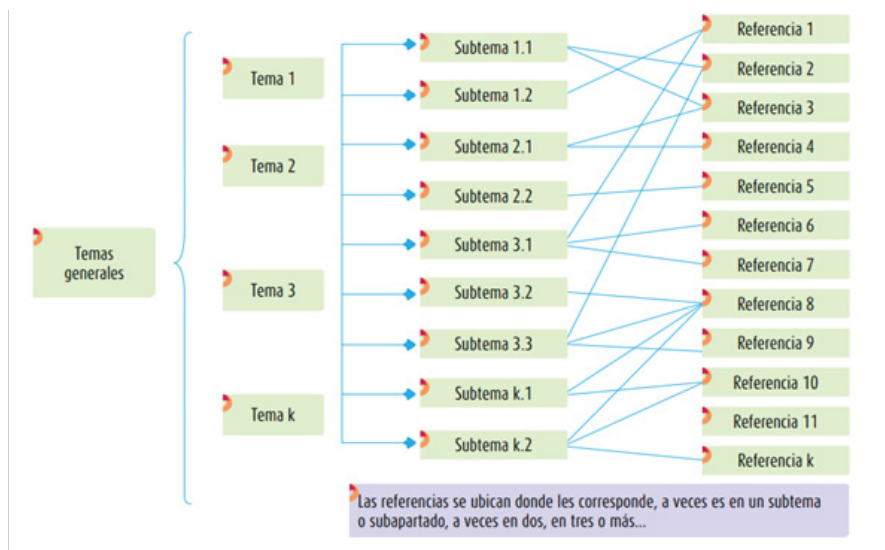 Temas
generales
Tema 1
Tema 2
Tema 3
Tema k
Subtema 1.1
Subtema 1.2
Subtema 2.1
Subtema 2.2
Subtema 3.1
Subtema 3.2
Subtema 3.3
Subtema k.1
Subtema k.2
Referencia 1
Referencia 2
Referencia 3
Referencia 4
Referencia 5
Referencia 6
Referencia 7
Referencia 8
Referencia 9
Referencia 10
Referencia 11
Referencia k
Las referencias se ubican donde les corresponde, a veces es en un subtema
o subapartado, a veces en dos, en tres o más...